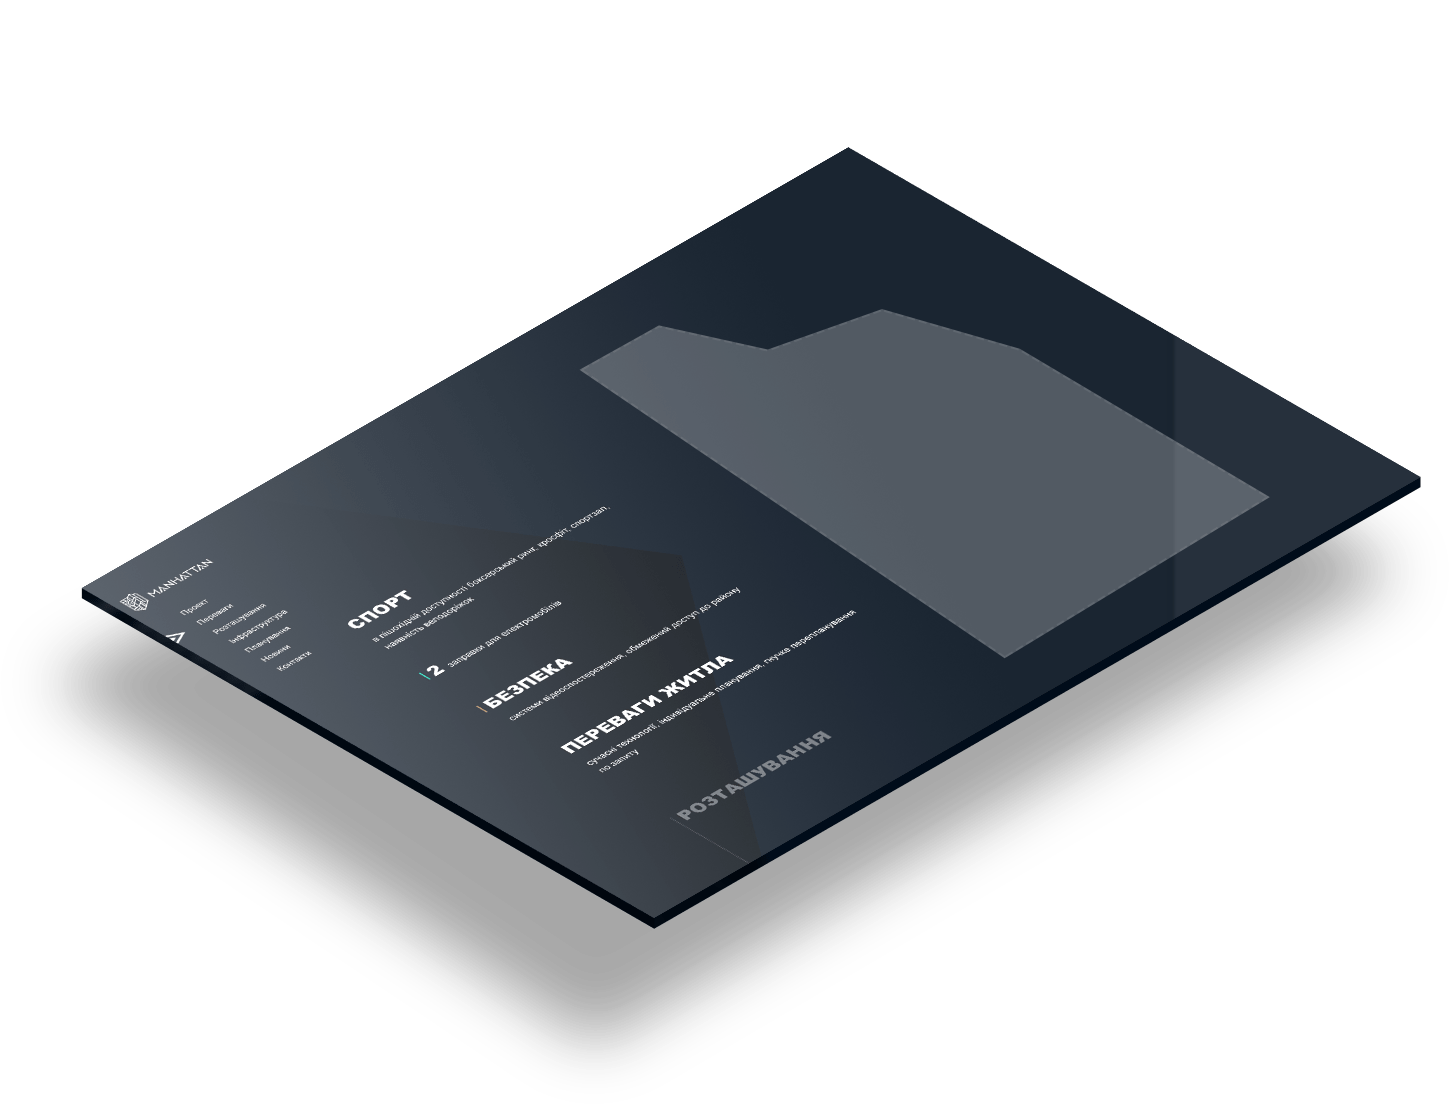 MANHATTAN
Проект
Переваги
Розташування
Інфраструктура
Планування
Новини
Контакти
СПОРТ
в пішохідній доступності боксерський ринг, кросфіт, спортзал,
наявність велодоріжок
2 заправки для електромобілів
БЕЗПЕКА
системи відеоспостереження, обмежений доступ до району
ПЕРЕВАГИ ЖИТЛА
сучасні технології, індивідуальне планування, гнучке перепланування
по запиту
РОЗТАШУВАННЯ